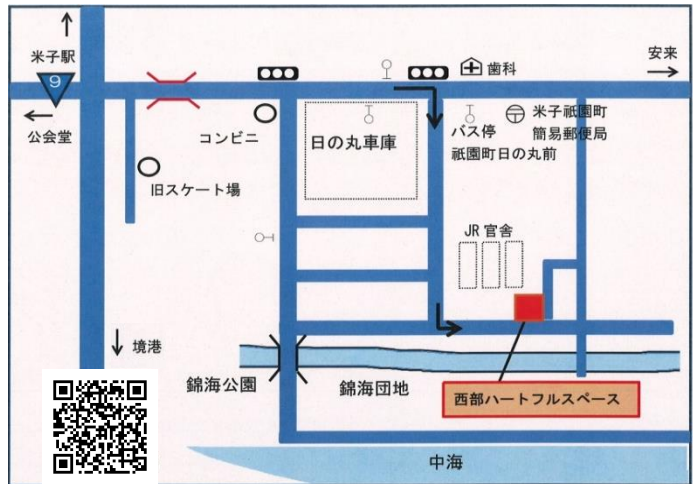 米子駅
安来
9
歯科
公会堂
コンビニ
日の丸車庫
バス停
祇園町日の丸前
米子祇園町
簡易郵便局
旧スケート場
JR官舎
境港
錦海公園
錦海団地
西部ハートフルスペース
中海